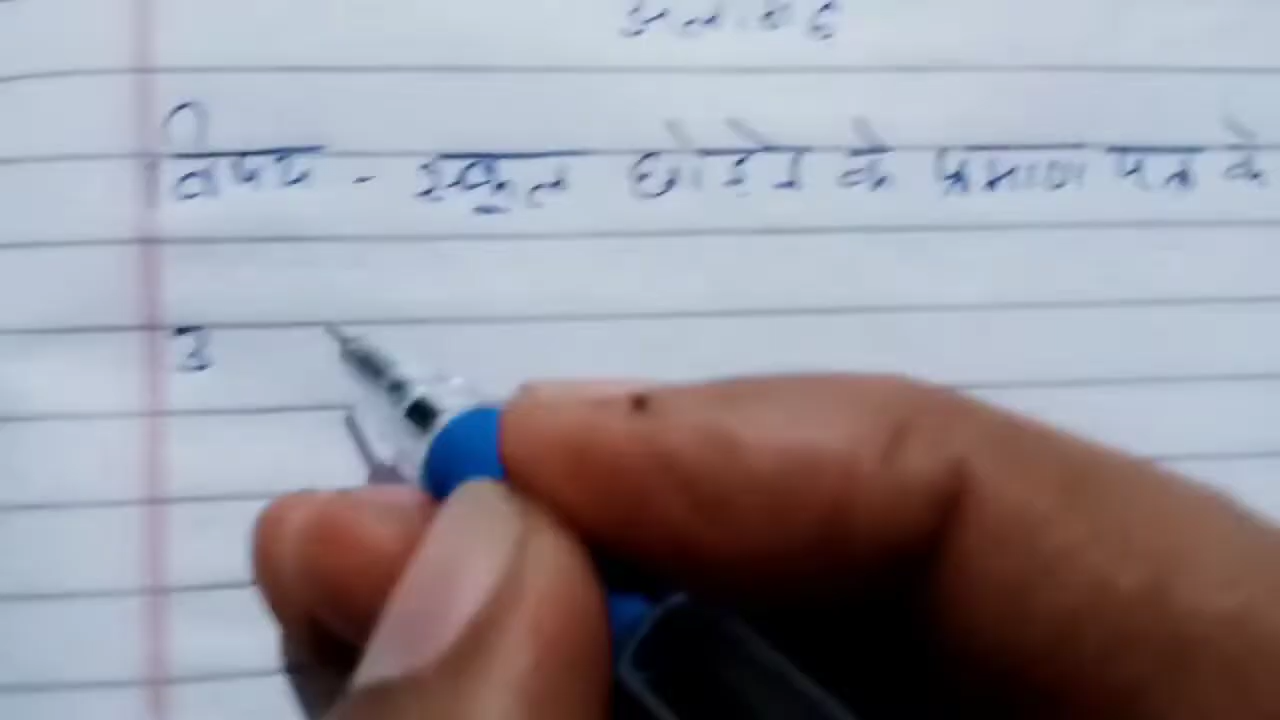 विषय - स्कूल छोड़ने के प्रमाण पत्र के
उ